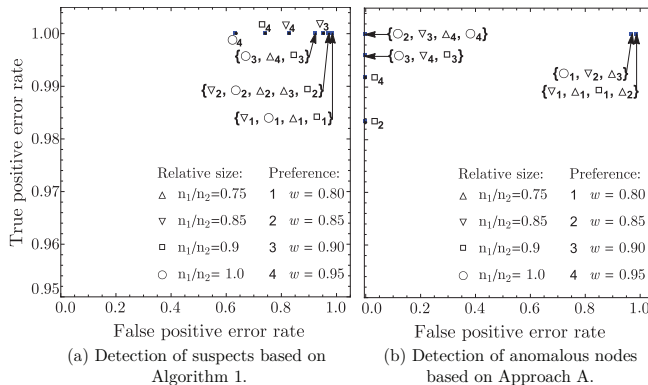 True positive error rate
1.00
0.99
0.98
0.97
0.96
0.95
□4 ▽4 ▽3
○4
{○3, △4, □3}
{▽2, ○2, △2, △3, □2}
{▽1, ○1, △1, □1}
Relative size: Preference:
△ n1/n2=0.75 1 w = 0.80
▽ n1/n2=0.85 2 w = 0.85
□ n1/n2=0.9 3 w = 0.90
○ n1/n2= 1.0 4 w = 0.95
0.0 0.2 0.4 0.6 0.8 1.0
False positive error rate
(a) Detection of suspects based on
Algorithm 1.
{○2, ▽3, △4, ○4}
{○3, ▽4, □3}
□4
□2
{○1, ▽2, △3}
{▽1, △1, □1, △2}
Relative size: Preference:
△ n1/n2=0.75 1 w = 0.80
▽ n1/n2=0.85 2 w = 0.85
□ n1/n2=0.9 3 w = 0.90
○ n1/n2= 1.0 4 w = 0.95
0.0 0.2 0.4 0.6 0.8 1.0
False positive error rate
(b) Detection of anomalous nodes
based on Approach A.